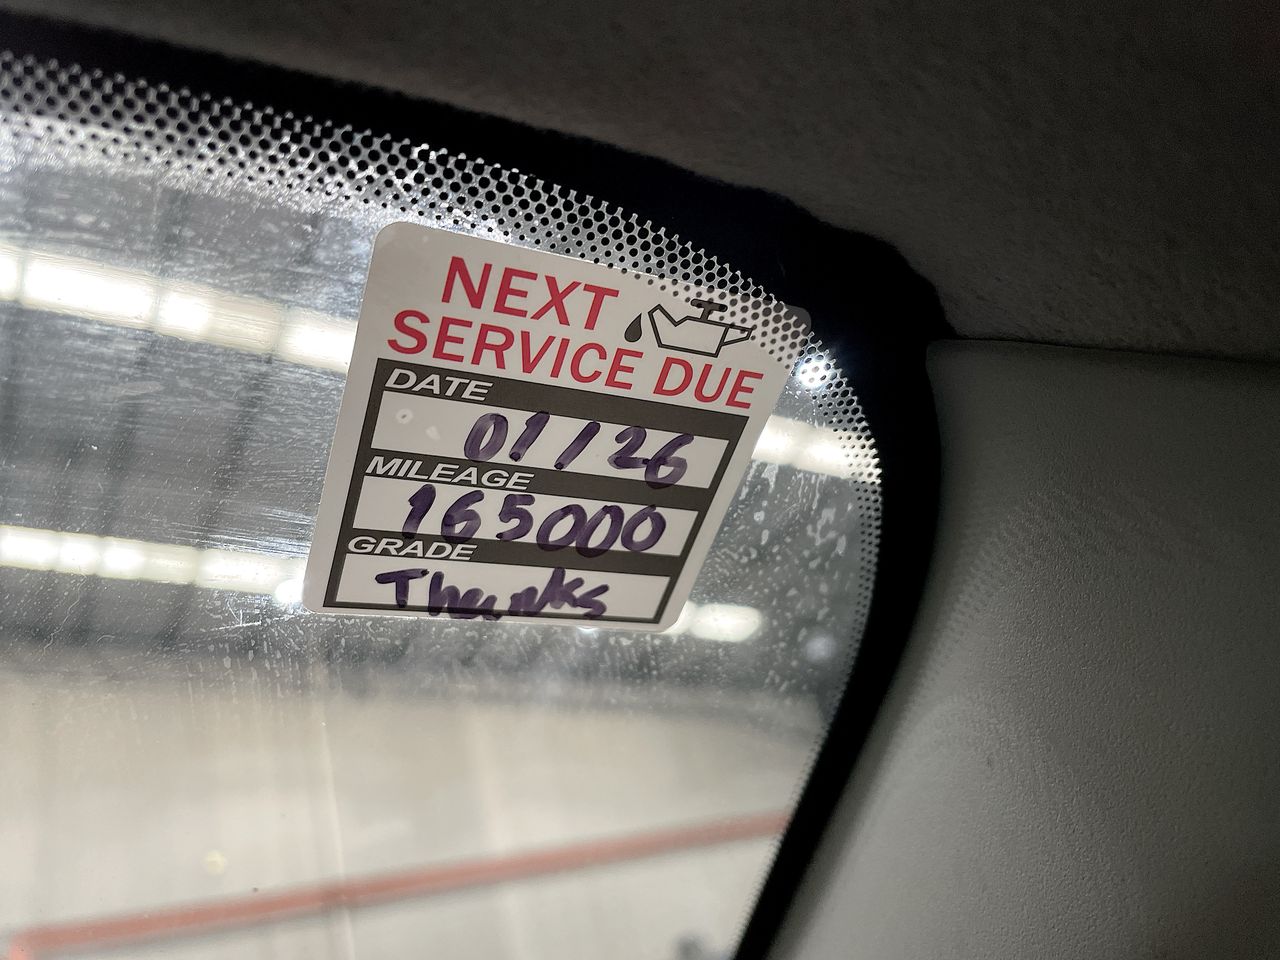 NEXT
SERVICE DUE
DATE
01/26
MILEAGE
165000
GRADE
Thanks